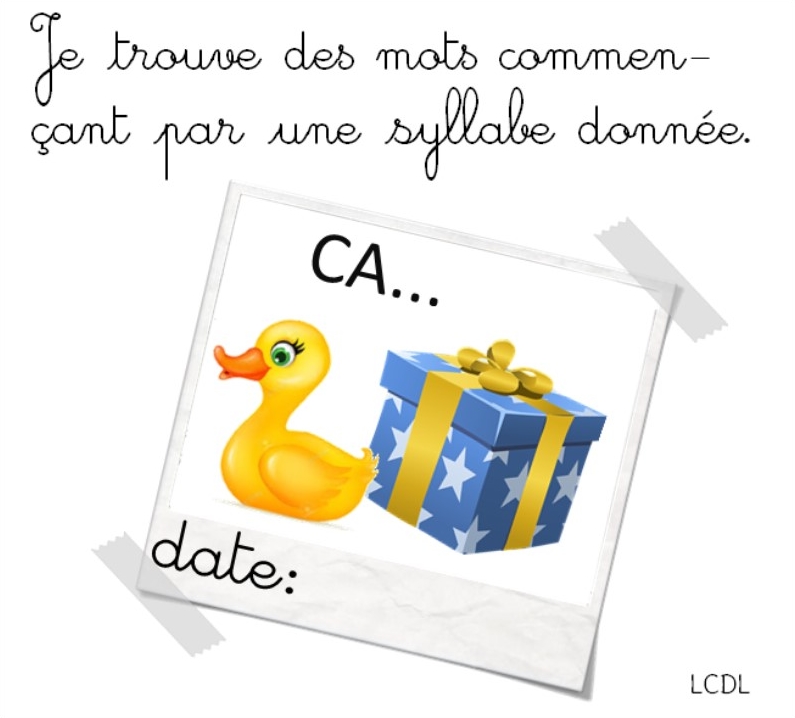 Je trouve des mots commen-
çant par une syllabe donnée.
CA...
date:
LCDL